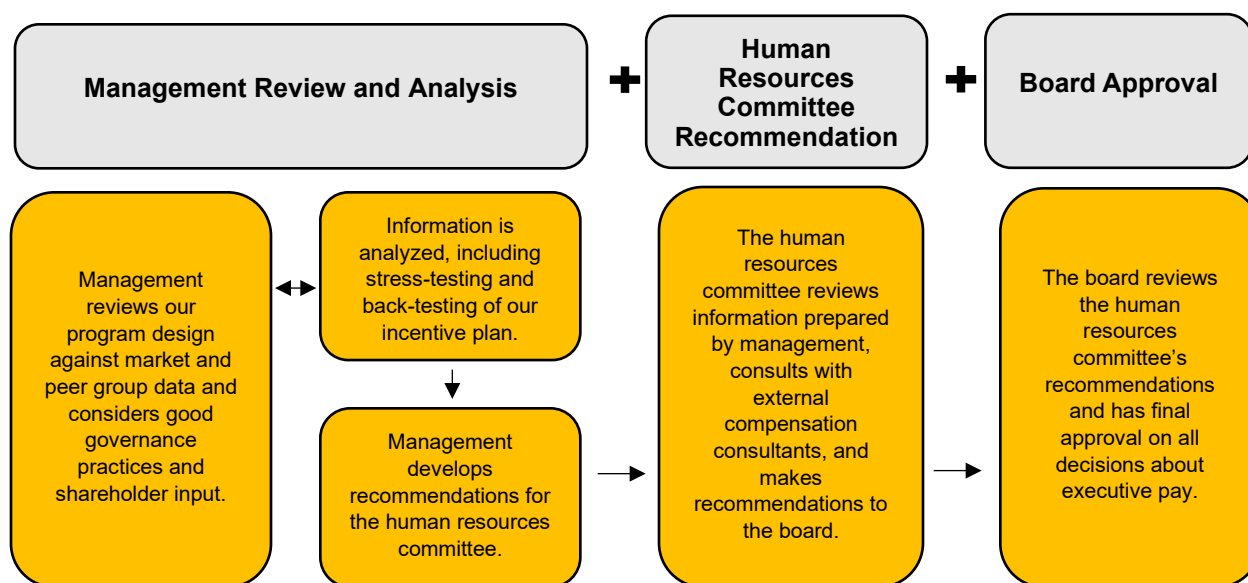 Management Review and Analysis
Human
Resources
Committee
Recommendation
Board Approval
Management
reviews our
program design
against market and
peer group data and
considers good
governance
practices and
shareholder input.
Information is
analyzed, including
stress-testing and
back-testing of our
incentive plan.
Management
develops
recommendations for
the human resources
committee.
The human
resources
committee reviews
information prepared
by management,
consults with
external
compensation
consultants, and
makes
recommendations to
the board.
The board reviews
the human
resources
committee’s
recommendations
and has final
approval on all
decisions about
executive pay.